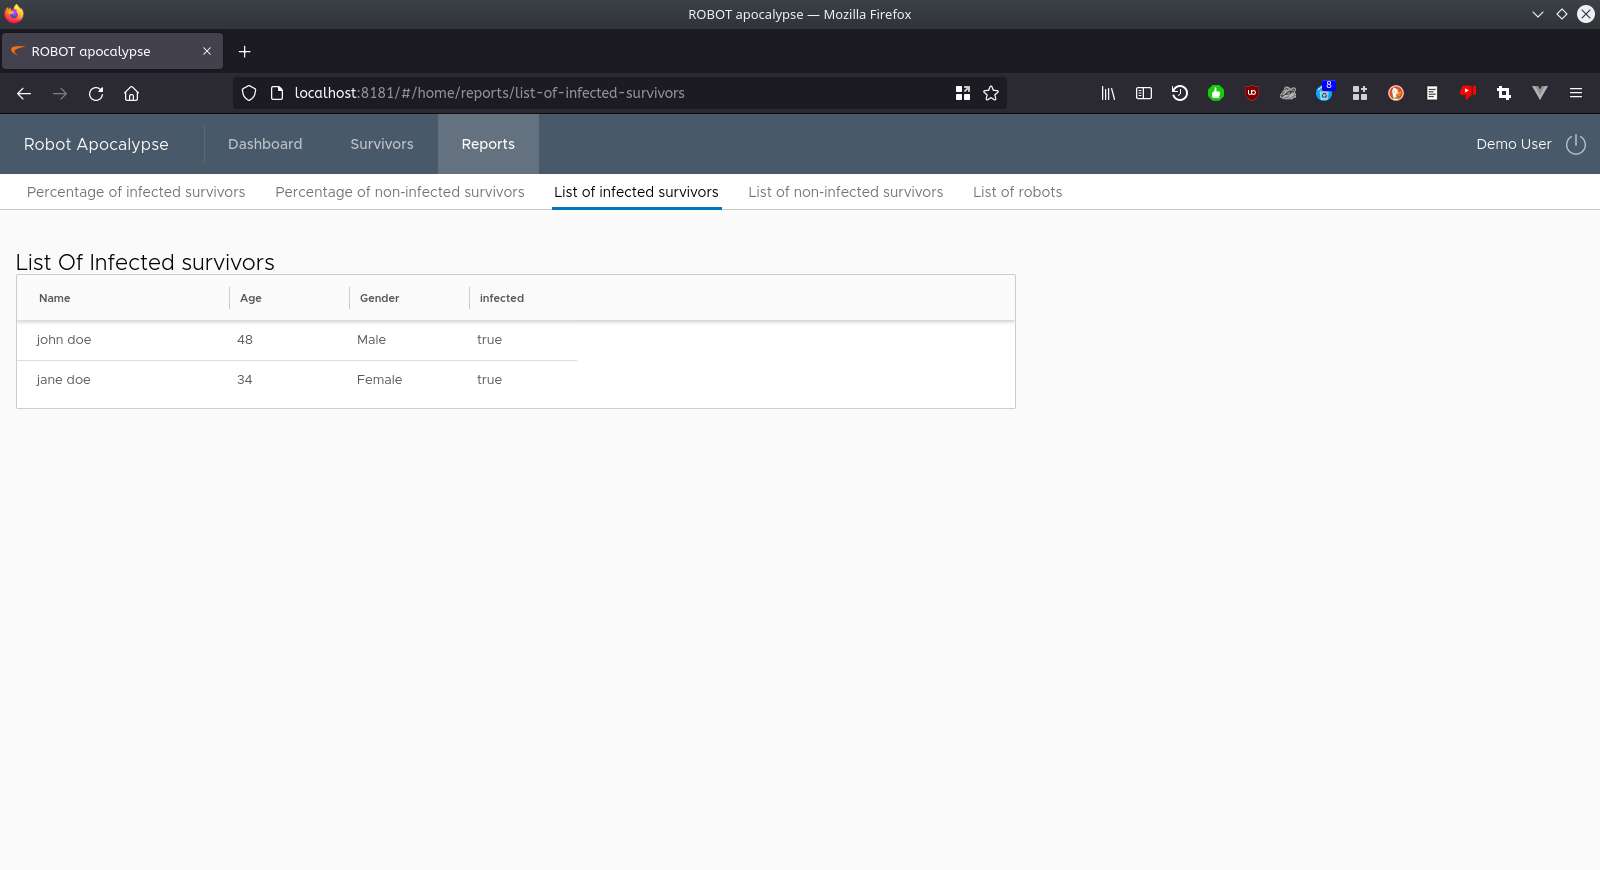 ROBOT apocalypse — Mozilla Firefox
ROBOT apocalypse
localhost:8181/#/home/reports/list-of-infected-survivors
8
UD
Robot Apocalypse
Dashboard
Survivors
Reports
Demo User
Percentage of infected survivors
Percentage of non-infected survivors
List of infected survivors
List of non-infected survivors
List of robots
List Of Infected survivors
Name Age Gender infected
john doe 48 Male true
jane doe 34 Female true